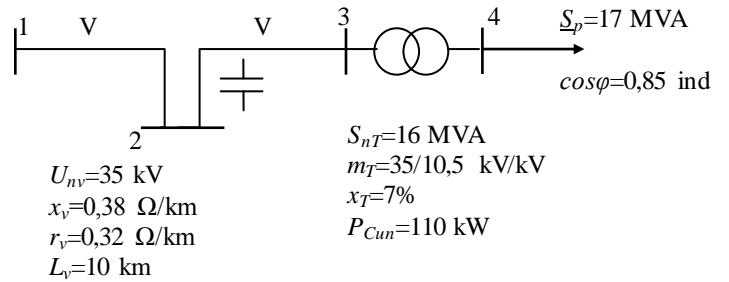 1 V V 3 4 S_p=17 MVA
cosφ=0,85 ind
2
U_nv=35 kV
x_v=0,38 Ω/km
r_v=0,32 Ω/km
L_v=10 km
S_nT=16 MVA
m_T=35/10,5 kV/kV
x_T=7%
P_Cun=110 kW